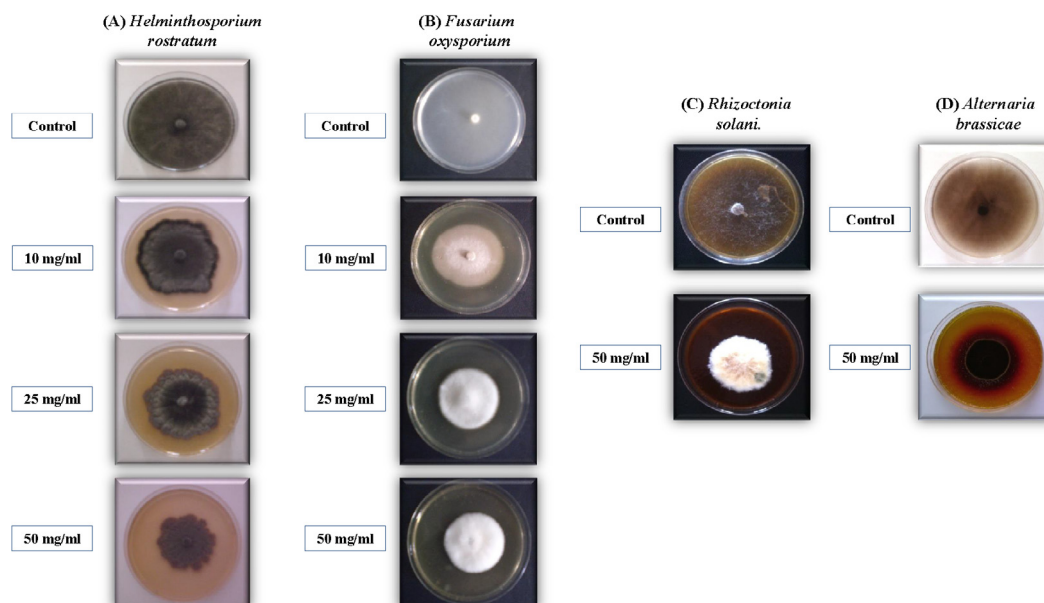 (A) Helminthosporium
rostratum
Control
10 mg/ml
25 mg/ml
50 mg/ml
(B) Fusarium
oxysporium
Control
10 mg/ml
25 mg/ml
50 mg/ml
(C) Rhizoctonia
solani.
Control
50 mg/ml
(D) Alternaria
brassicae
Control
50 mg/ml